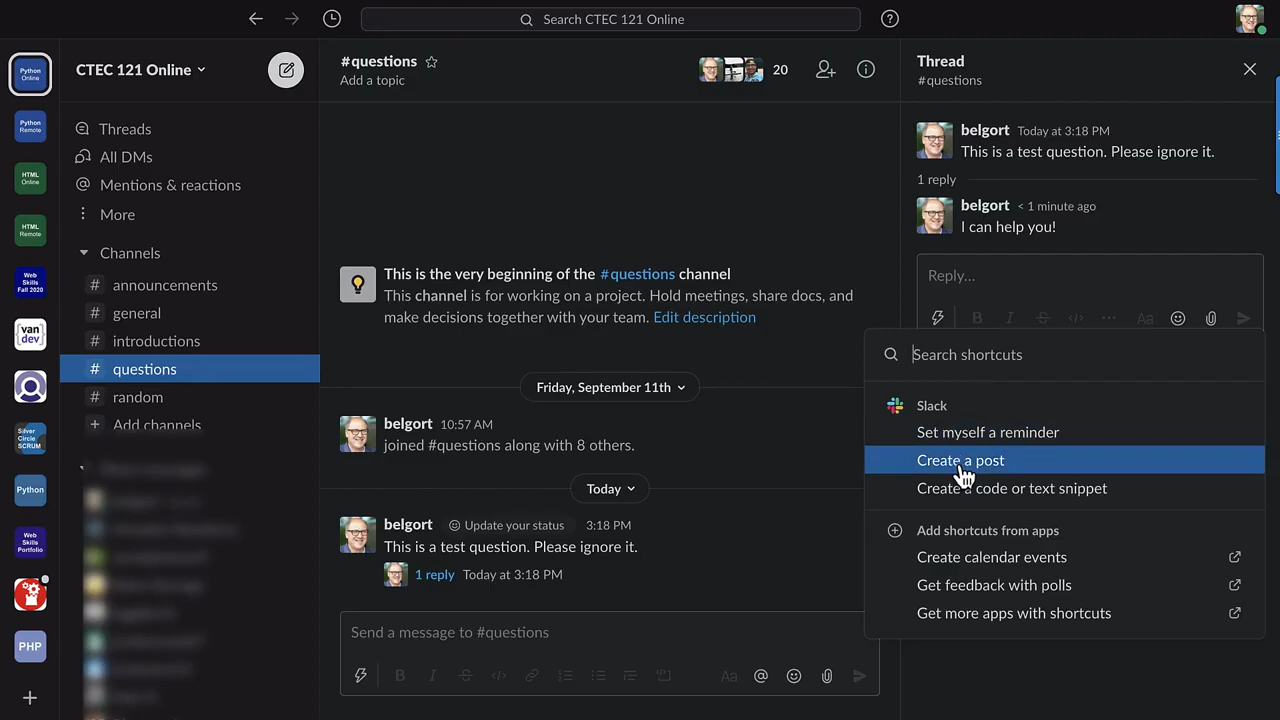 Search CTEC 121 Online
Python
Online
Python
Remote
HTML
Online
HTML
Remote
Web
Skills
Fall 2020
van
dev
Silver
Circle
SCRUM
Python
Web
Skills
Portfolio
PHP
CTEC 121 Online
Threads
All DMs
Mentions & reactions
More
Channels
# announcements
# general
# introductions
# questions
# random
+ Add channels
#questions
Add a topic
20
This is the very beginning of the #questions channel
This channel is for working on a project. Hold meetings, share docs, and
make decisions together with your team. Edit description
Friday, September 11th
belgort 10:57 AM
joined #questions along with 8 others.
Today
belgort Update your status 3:18 PM
This is a test question. Please ignore it.
1 reply Today at 3:18 PM
Send a message to #questions
B I S </> Aa @
Thread
#questions
belgort Today at 3:18 PM
This is a test question. Please ignore it.
1 reply
belgort < 1 minute ago
I can help you!
Reply...
B I S </> ... Aa
Search shortcuts
Slack
Set myself a reminder
Create a post
Create a code or text snippet
Add shortcuts from apps
Create calendar events
Get feedback with polls
Get more apps with shortcuts